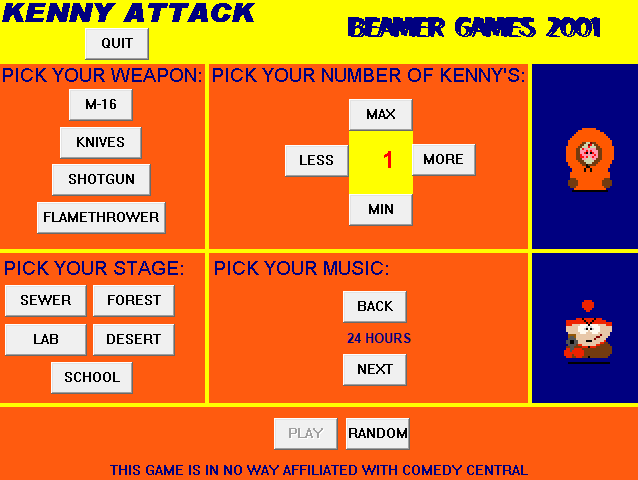 KENNY ATTACK
BEAMER GAMES 2001
QUIT
PICK YOUR WEAPON:
M-16
KNIVES
SHOTGUN
FLAMETHROWER
PICK YOUR NUMBER OF KENNY'S:
MAX
LESS
1
MORE
MIN
PICK YOUR STAGE:
SEWER
FOREST
LAB
DESERT
SCHOOL
PICK YOUR MUSIC:
BACK
24 HOURS
NEXT
PLAY
RANDOM
THIS GAME IS IN NO WAY AFFILIATED WITH COMEDY CENTRAL